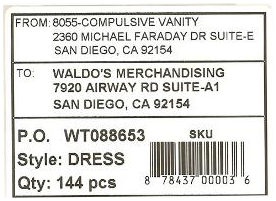 FROM: 8055-COMPULSIVE VANITY
2360 MICHAEL FARADAY DR SUITE-E
SAN DIEGO, CA 92154
TO: WALDO'S MERCHANDISING
7920 AIRWAY RD SUITE-A1
SAN DIEGO, CA 92154
P.O. WT088653 SKU
Style: DRESS
Qty: 144 pcs
8 78437 00003 6